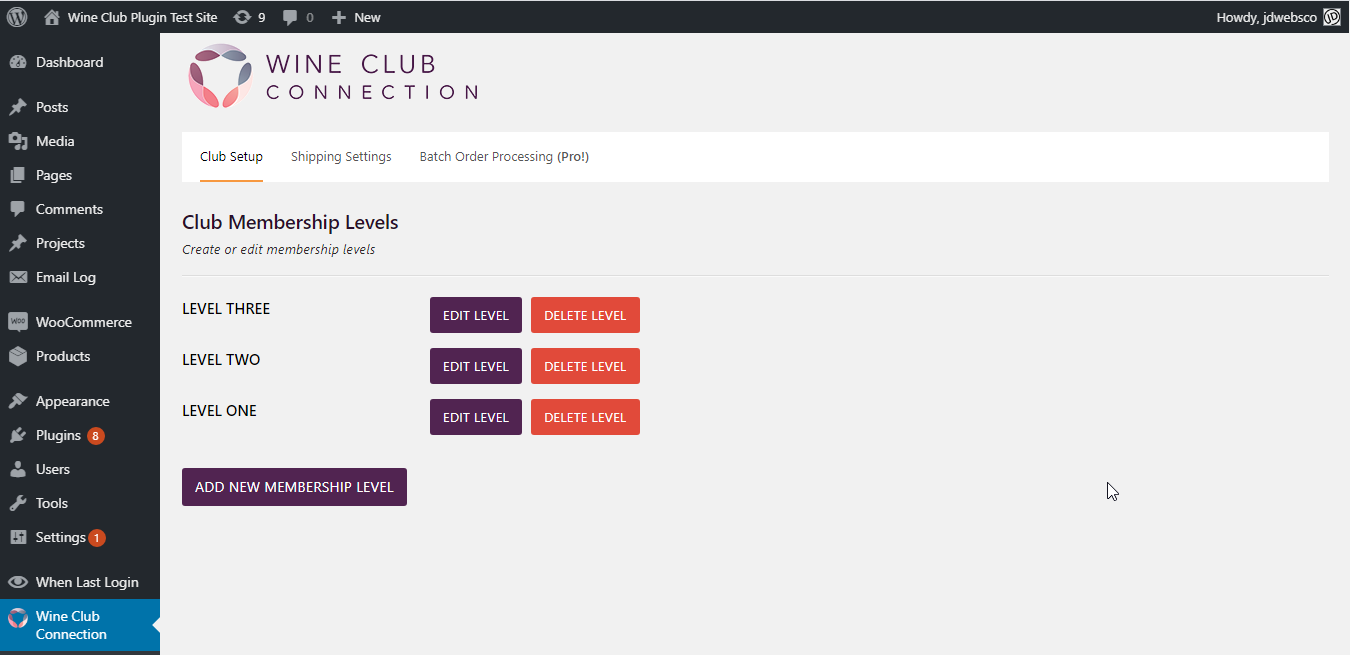 Wine Club Plugin Test Site 9 0 New Howdy, jdwebsco
Dashboard
Posts
Media
Pages
Comments
Projects
Email Log
WOO WooCommerce
Products
Appearance
Plugins 8
Users
Tools
Settings 1
When Last Login
Wine Club
Connection
WINE CLUB
CONNECTION
Club Setup Shipping Settings Batch Order Processing (Pro!)
Club Membership Levels
Create or edit membership levels
LEVEL THREE EDIT LEVEL DELETE LEVEL
LEVEL TWO EDIT LEVEL DELETE LEVEL
LEVEL ONE EDIT LEVEL DELETE LEVEL
ADD NEW MEMBERSHIP LEVEL